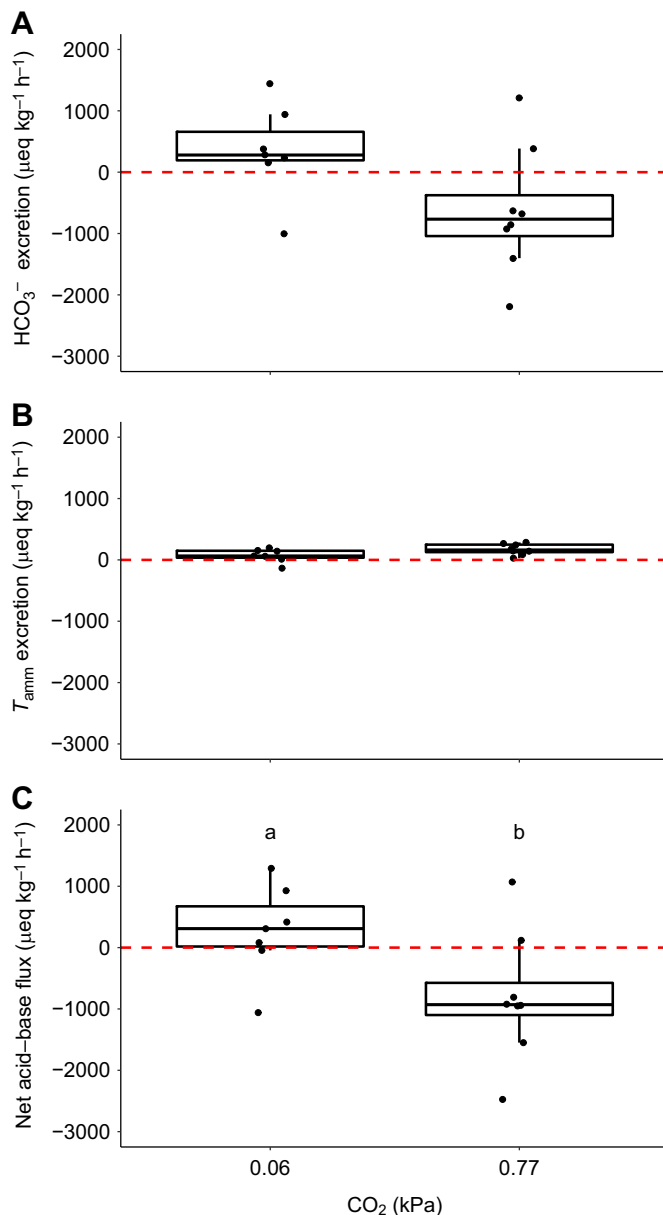 A
HCO₃⁻ excretion (µeq kg⁻¹ h⁻¹)
2000
1000
0
−1000
−2000
−3000
B
Tamm excretion (µeq kg⁻¹ h⁻¹)
2000
1000
0
−1000
−2000
−3000
C
Net acid–base flux (µeq kg⁻¹ h⁻¹)
2000
1000
0
−1000
−2000
−3000
a b
0.06 0.77
CO₂ (kPa)